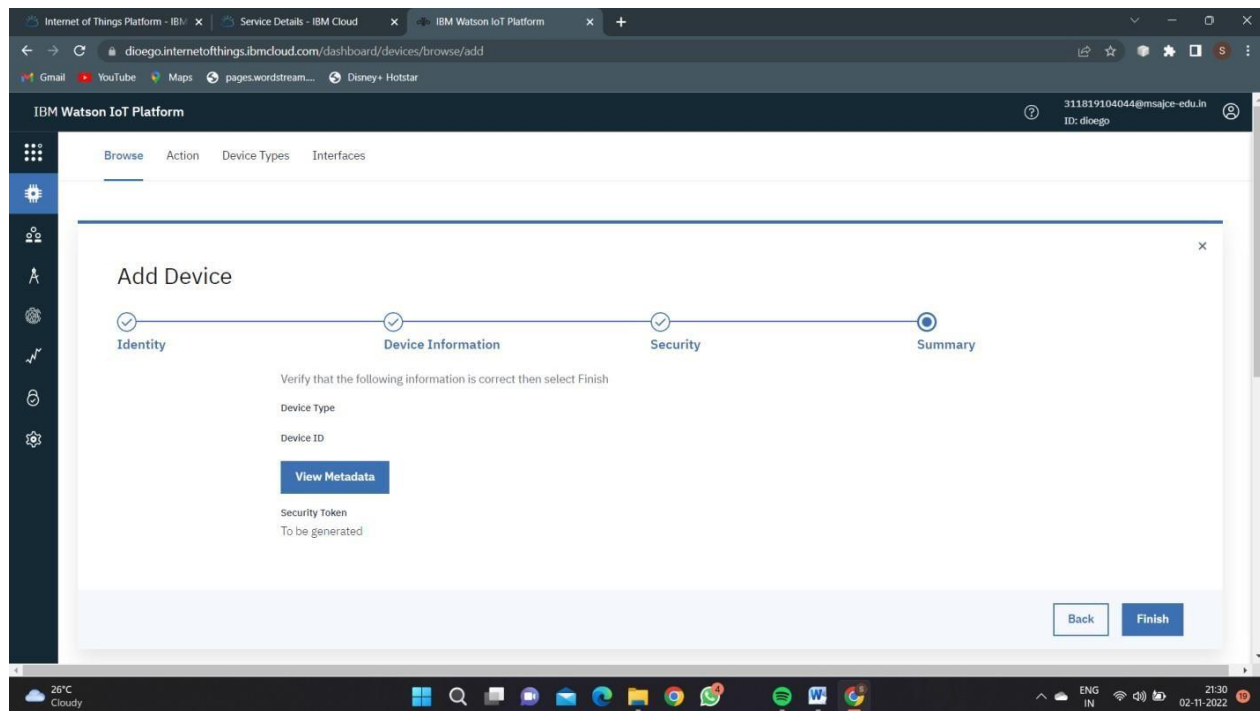 Internet of Things Platform - IBM
Service Details - IBM Cloud
IBM Watson IoT Platform
dioego.internetofthings.ibmcloud.com/dashboard/devices/browse/add
S
Gmail
YouTube
Maps
pages.wordstream....
Disney+ Hotstar
IBM Watson IoT Platform
311819104044@msajce-edu.in
ID: dioego
Browse
Action
Device Types
Interfaces
Add Device
Identity
Device Information
Security
Summary
Verify that the following information is correct then select Finish
Device Type
Device ID
View Metadata
Security Token
To be generated
Back
Finish
26°C
Cloudy
4
W
ENG
IN
21:30
02-11-2022
19